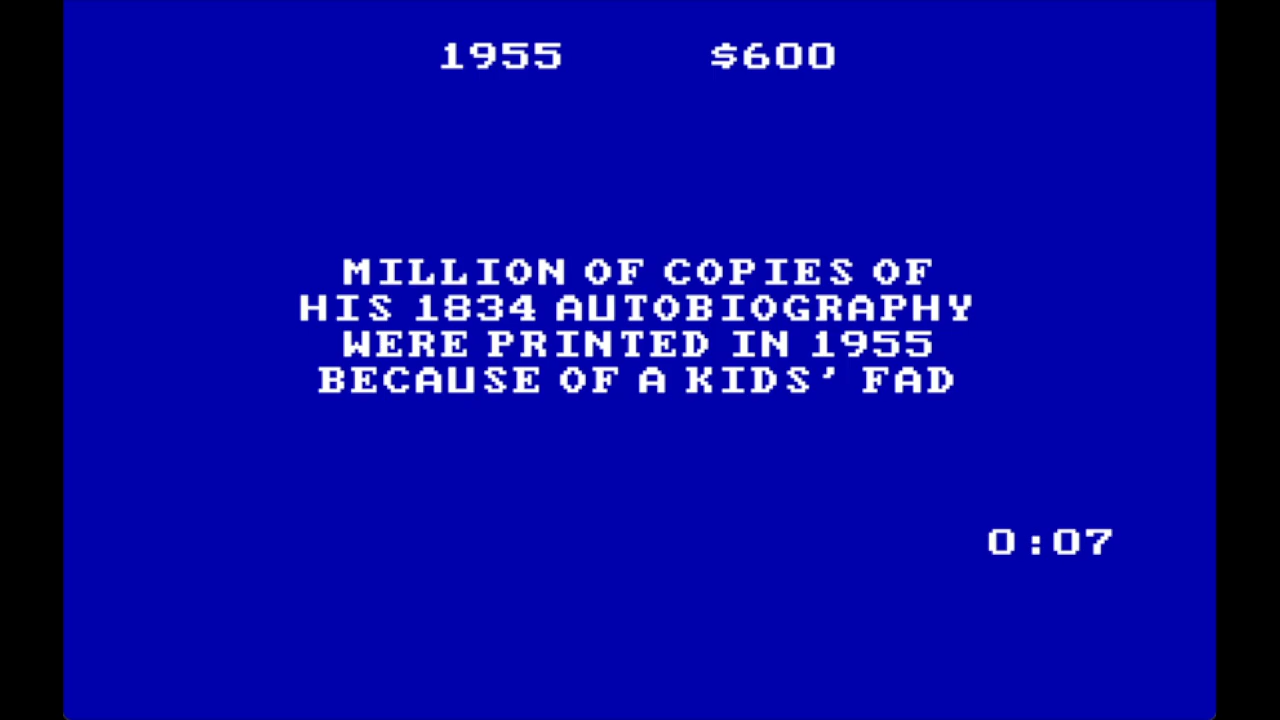 1955 $600
MILLION OF COPIES OF
HIS 1834 AUTOBIOGRAPHY
WERE PRINTED IN 1955
BECAUSE OF A KIDS' FAD
0:07